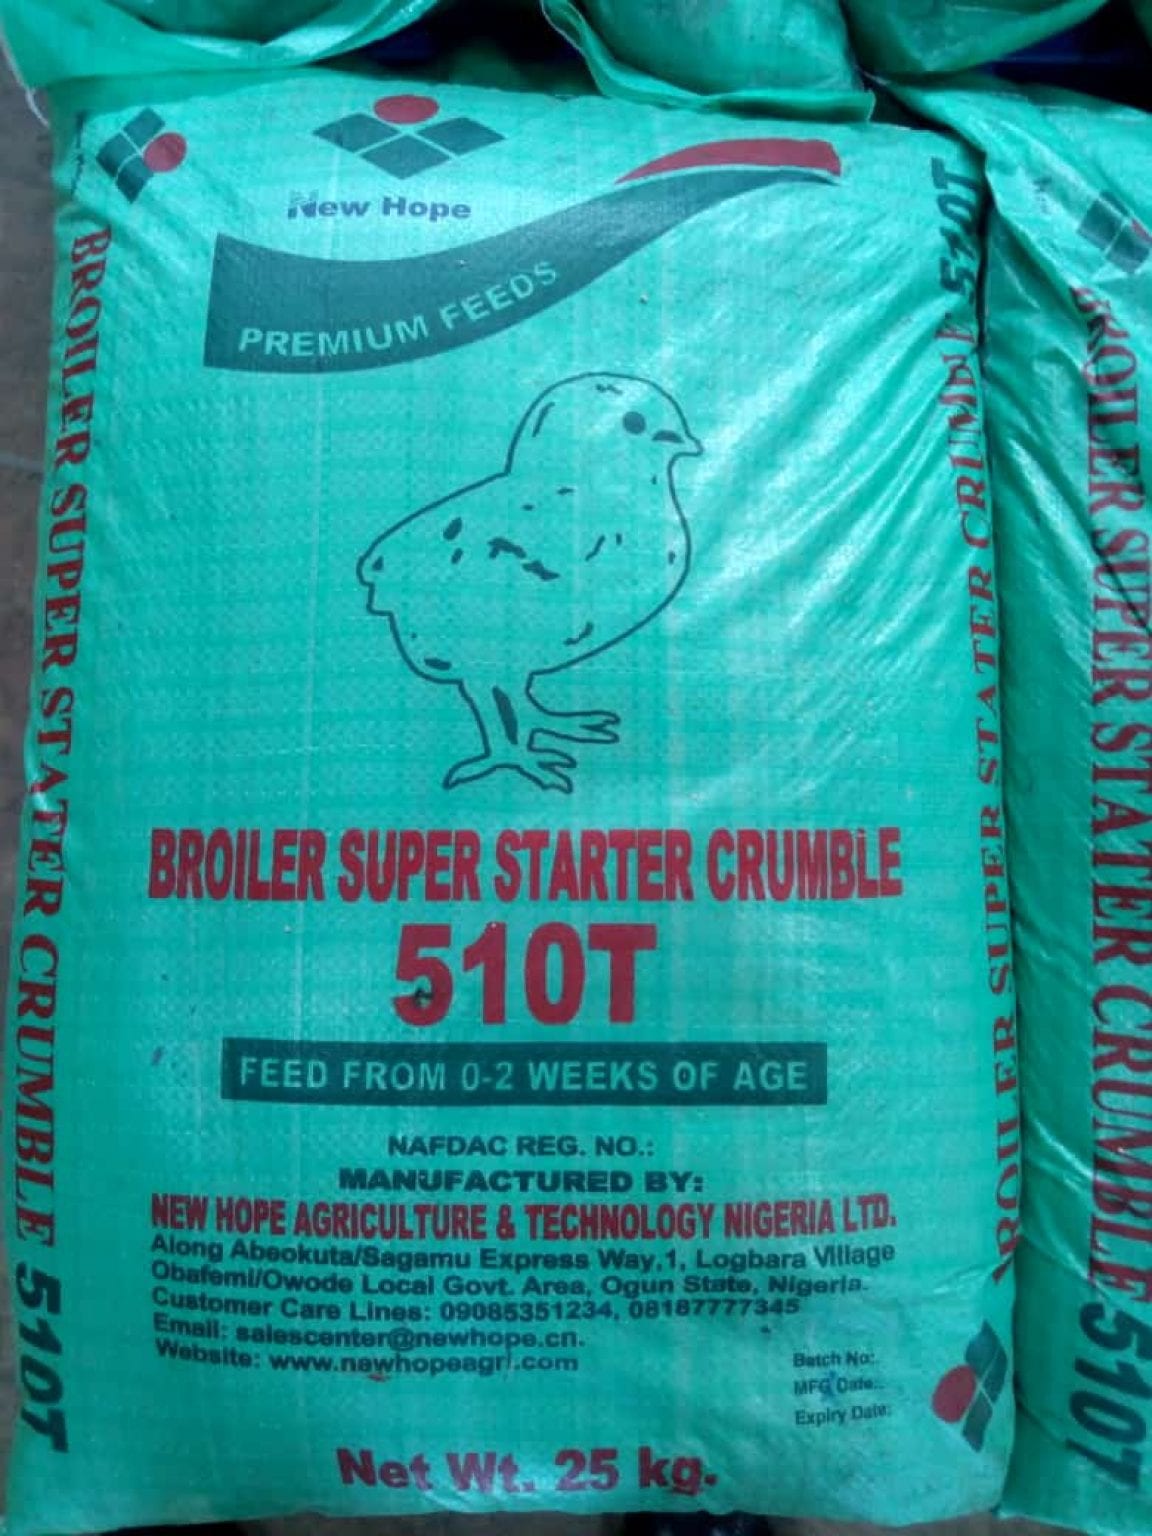 New Hope
PREMIUM FEEDS
BROILER SUPER STARTER CRUMBLE
510T
FEED FROM 0-2 WEEKS OF AGE
NAFDAC REG. NO.:
MANUFACTURED BY:
NEW HOPE AGRICULTURE & TECHNOLOGY NIGERIA LTD.
Along Abeokuta/Sagamu Express Way,1, Logbara Village
Obafemi/Owode Local Govt. Area, Ogun State, Nigeria.
Customer Care Lines: 09085351234, 08187777345
Email: salescenter@newhope.cn.
Website: www.newhopeagri.com
Batch No:.
MFG Date..
Expiry Date:
Net Wt. 25 kg.
BROILER SUPER STATER CRUMBLE 510T
BROILER SUPER STATER CRUMBLE 510T
BROILER SUPER STATER CRUMBLE 510T